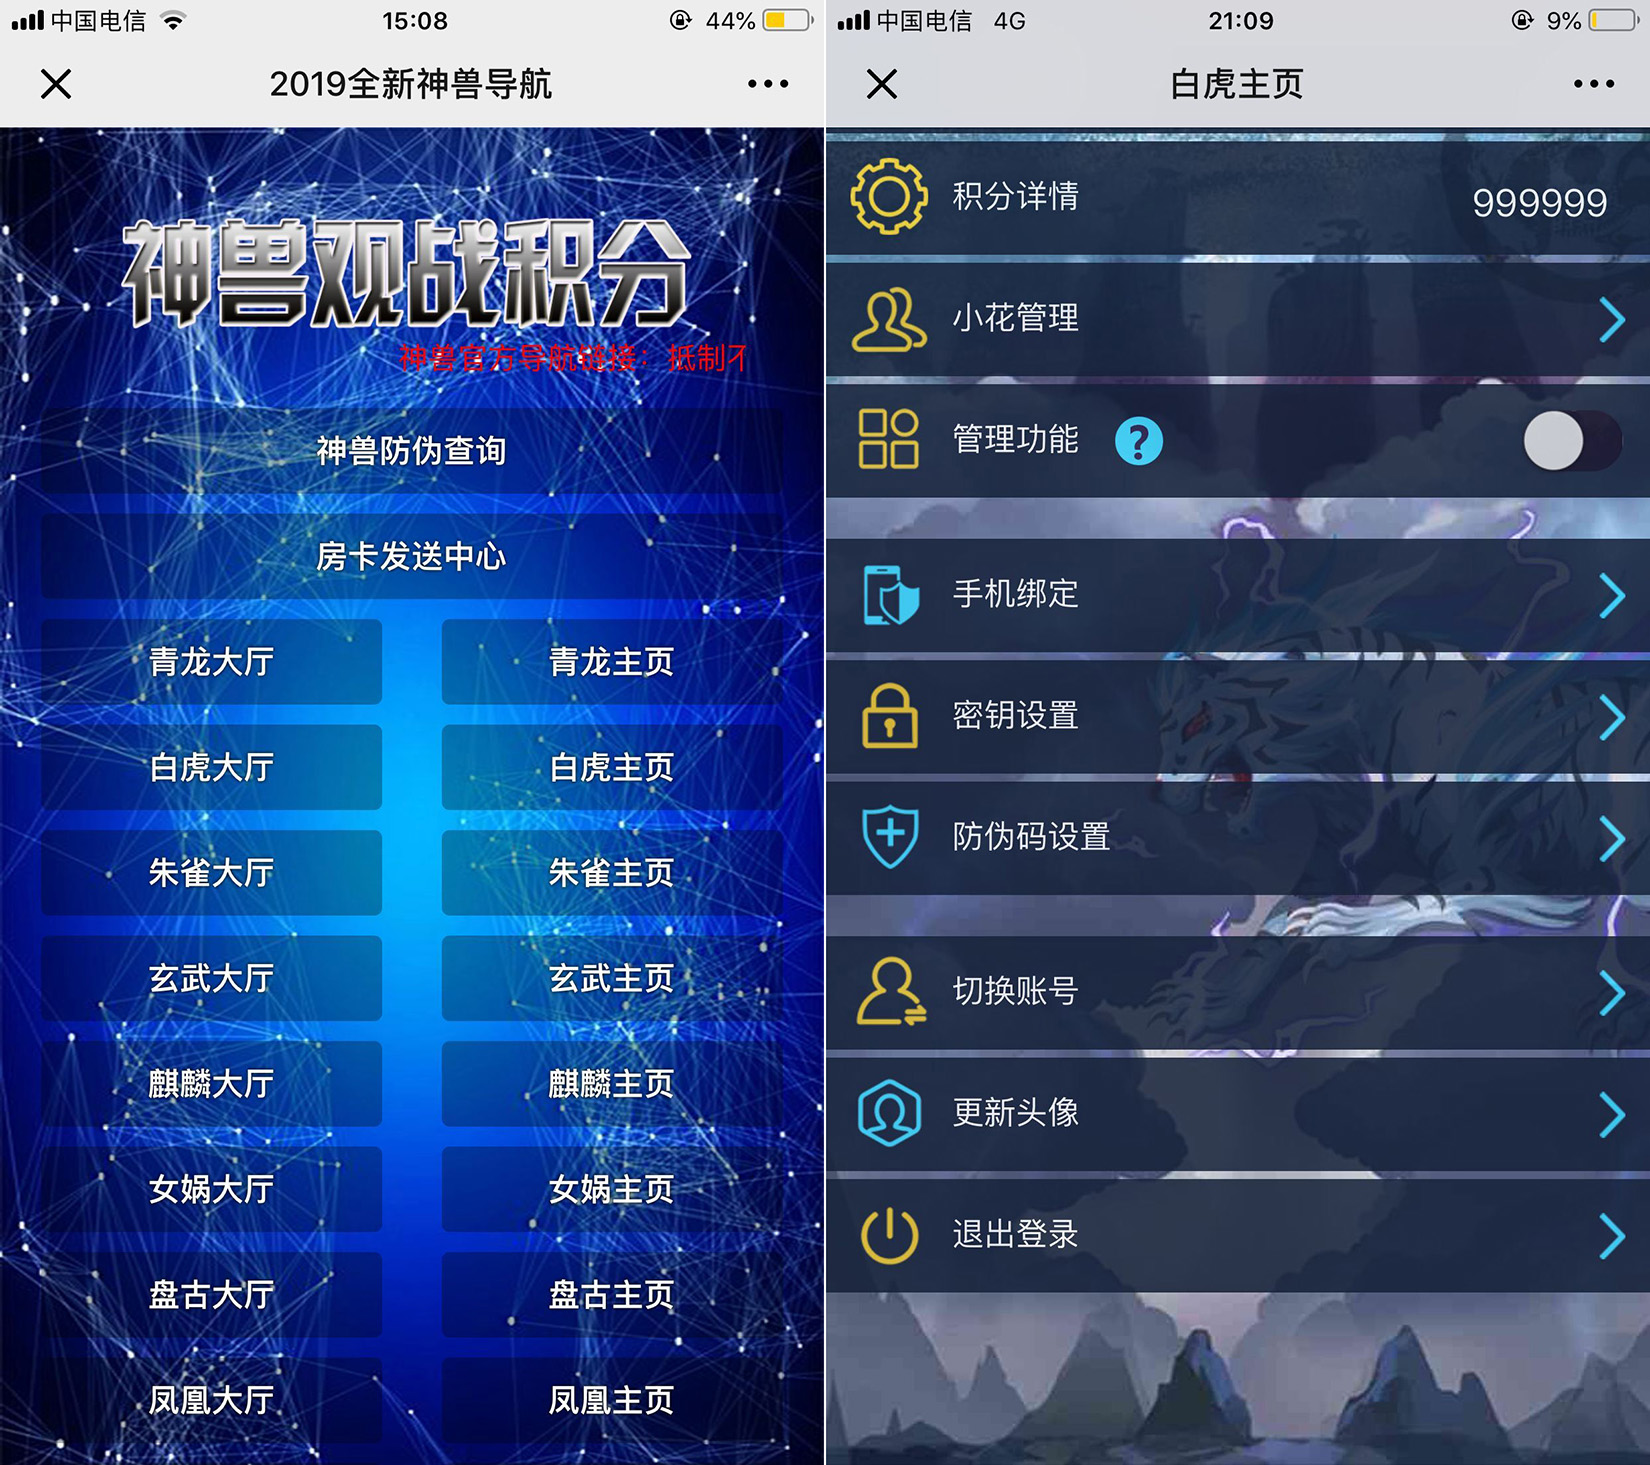 中国电信
15:08
44%
2019全新神兽导航
神兽观战积分
神兽官方导航链接：抵制不
神兽防伪查询
房卡发送中心
青龙大厅 青龙主页
白虎大厅 白虎主页
朱雀大厅 朱雀主页
玄武大厅 玄武主页
麒麟大厅 麒麟主页
女娲大厅 女娲主页
盘古大厅 盘古主页
凤凰大厅 凤凰主页
中国电信 4G
21:09
9%
白虎主页
积分详情 999999
小花管理
管理功能 ?
手机绑定
密钥设置
防伪码设置
切换账号
更新头像
退出登录